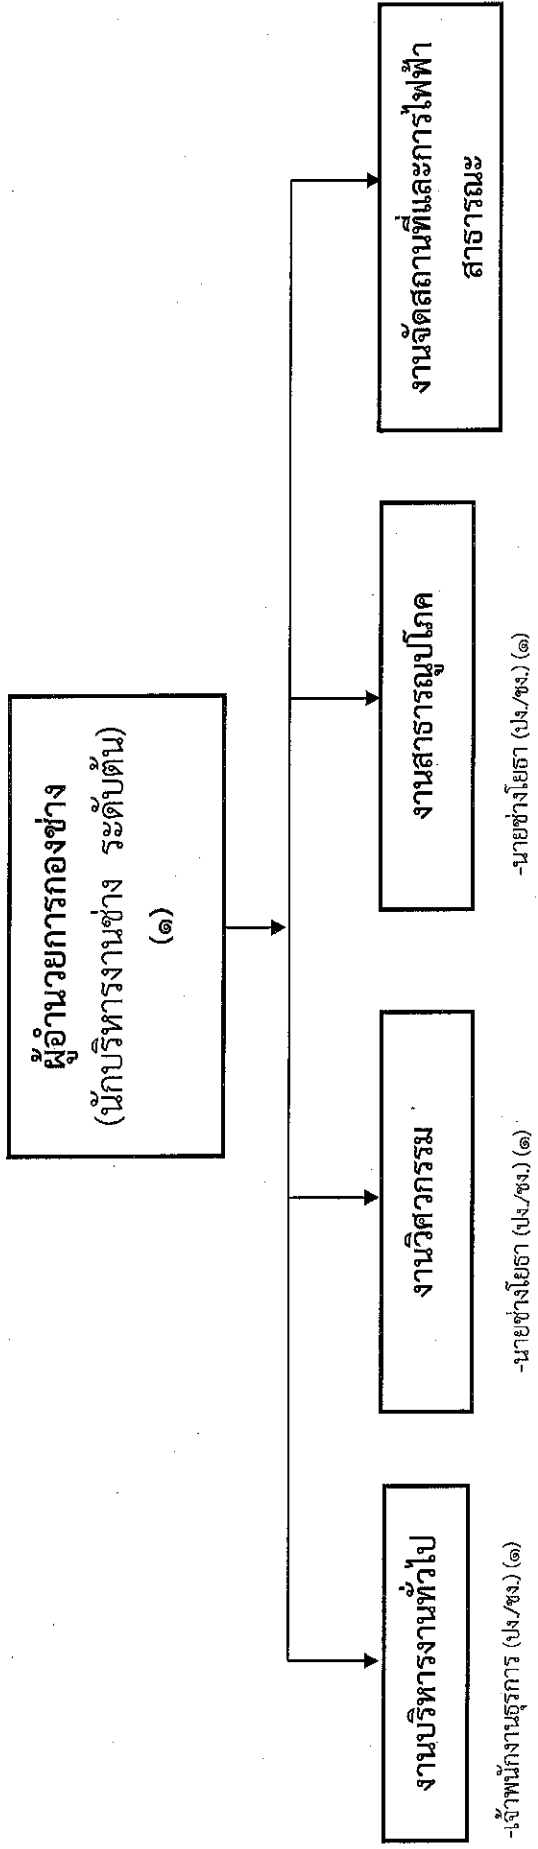 ผู้อำนวยการกองช่าง
(นักบริหารงานช่าง ระดับต้น)
(๑)
งานบริหารงานทั่วไป
-เจ้าพนักงานธุรการ (ปง./ชง.) (๑)
งานวิศวกรรม
-นายช่างโยธา (ปง./ชง.) (๑)
งานสาธารณูปโภค
-นายช่างโยธา (ปง./ชง.) (๑)
งานจัดสถานที่และการไฟฟ้า
สาธารณะ